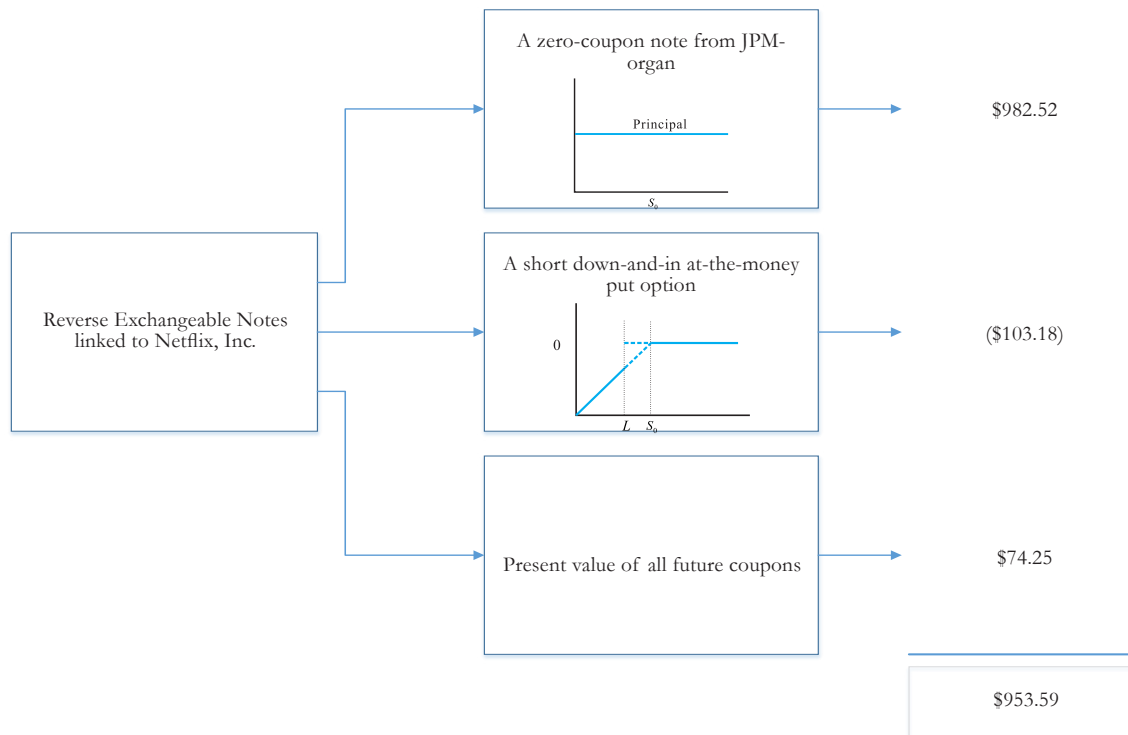 A zero-coupon note from JPM-
organ
Principal
S₀
$982.52
Reverse Exchangeable Notes
linked to Netflix, Inc.
A short down-and-in at-the-money
put option
0
L S₀
($103.18)
Present value of all future coupons
$74.25
$953.59